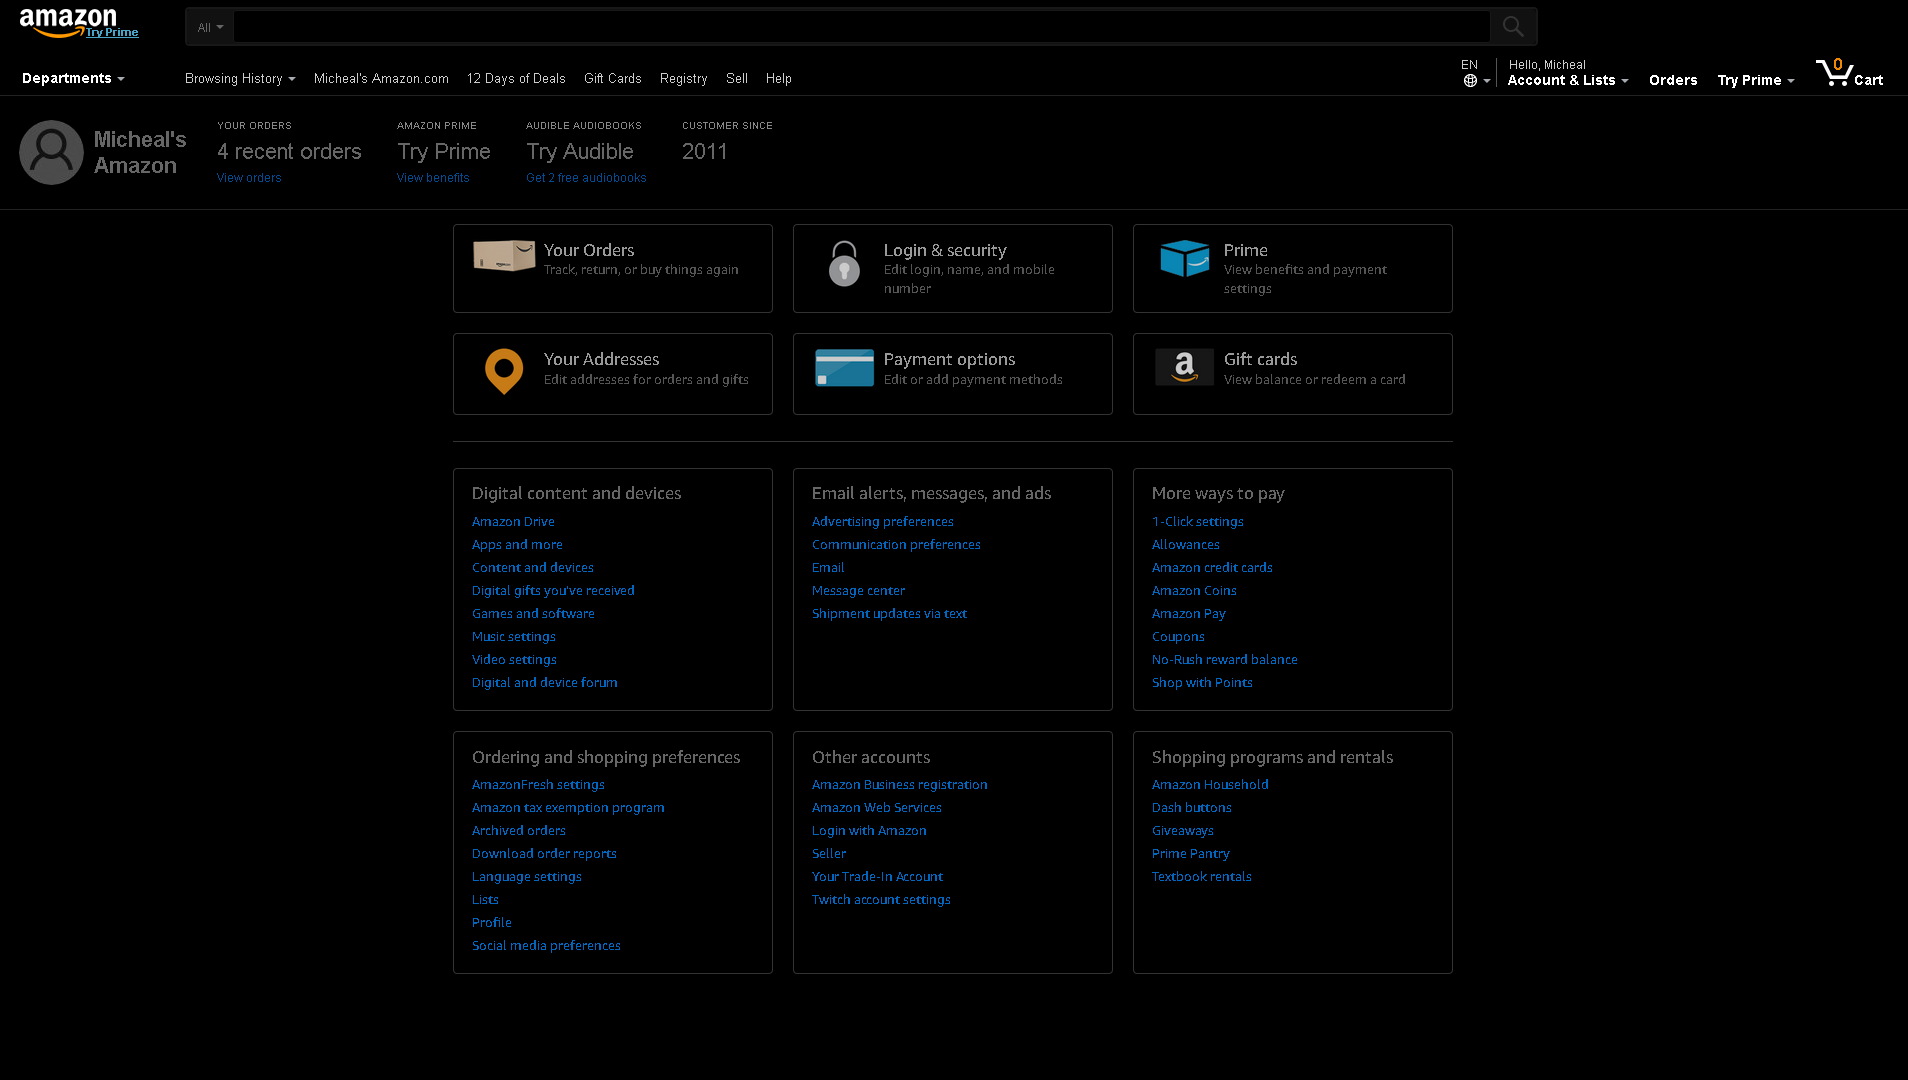 amazon
Try Prime
All
Departments
Browsing History
Micheal's Amazon.com
12 Days of Deals
Gift Cards
Registry
Sell
Help
EN
Hello, Micheal
Account & Lists
Orders
Try Prime
0
Cart
Micheal's
Amazon
YOUR ORDERS
4 recent orders
View orders
AMAZON PRIME
Try Prime
View benefits
AUDIBLE AUDIOBOOKS
Try Audible
Get 2 free audiobooks
CUSTOMER SINCE
2011
Your Orders
Track, return, or buy things again
Login & security
Edit login, name, and mobile
number
Prime
View benefits and payment
settings
Your Addresses
Edit addresses for orders and gifts
Payment options
Edit or add payment methods
a
Gift cards
View balance or redeem a card
Digital content and devices
Amazon Drive
Apps and more
Content and devices
Digital gifts you've received
Games and software
Music settings
Video settings
Digital and device forum
Email alerts, messages, and ads
Advertising preferences
Communication preferences
Email
Message center
Shipment updates via text
More ways to pay
1-Click settings
Allowances
Amazon credit cards
Amazon Coins
Amazon Pay
Coupons
No-Rush reward balance
Shop with Points
Ordering and shopping preferences
AmazonFresh settings
Amazon tax exemption program
Archived orders
Download order reports
Language settings
Lists
Profile
Social media preferences
Other accounts
Amazon Business registration
Amazon Web Services
Login with Amazon
Seller
Your Trade-In Account
Twitch account settings
Shopping programs and rentals
Amazon Household
Dash buttons
Giveaways
Prime Pantry
Textbook rentals